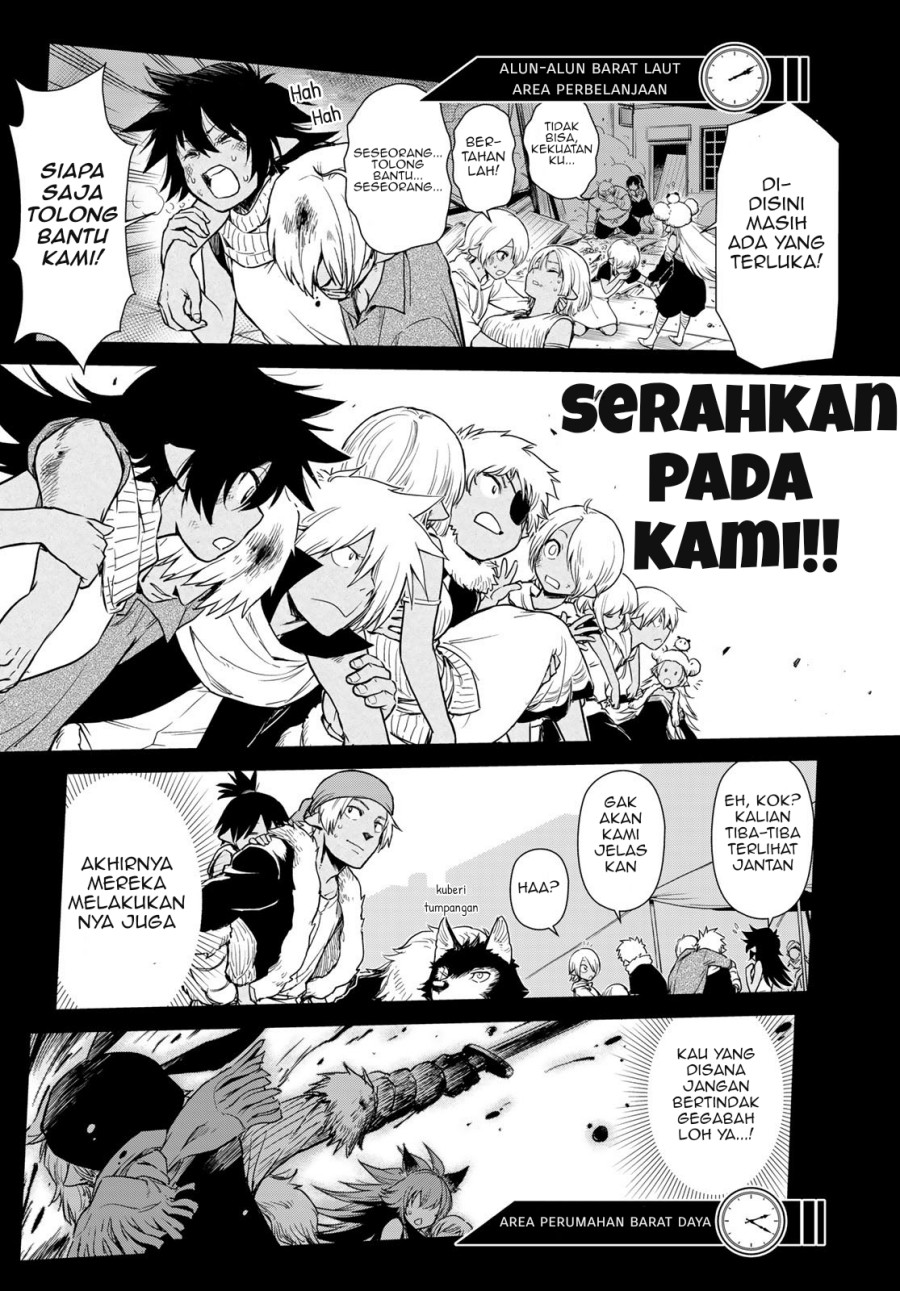 ALUN-ALUN BARAT LAUT
AREA PERBELANJAAN
DI-
DISINI
MASIH
ADA YANG
TERLUKA!
TIDAK
BISA,
KEKUATAN
KU...
BER-
TAHAN
LAH!
SESEORANG...
TOLONG
BANTU...
SESEORANG...
Hah
Hah
SIAPA
SAJA
TOLONG
BANTU
KAMI!
SERAHKAN
PADA
KAMI!!
EH, KOK?
KALIAN
TIBA-TIBA
TERLIHAT
JANTAN
GAK
AKAN
KAMI
JELAS
KAN
HAA?
kuberi
tumpangan
AKHIRNYA
MEREKA
MELAKUKAN
NYA JUGA
KAU YANG
DISANA
JANGAN
BERTINDAK
GEGABAH
LOH YA...!
AREA PERUMAHAN BARAT DAYA